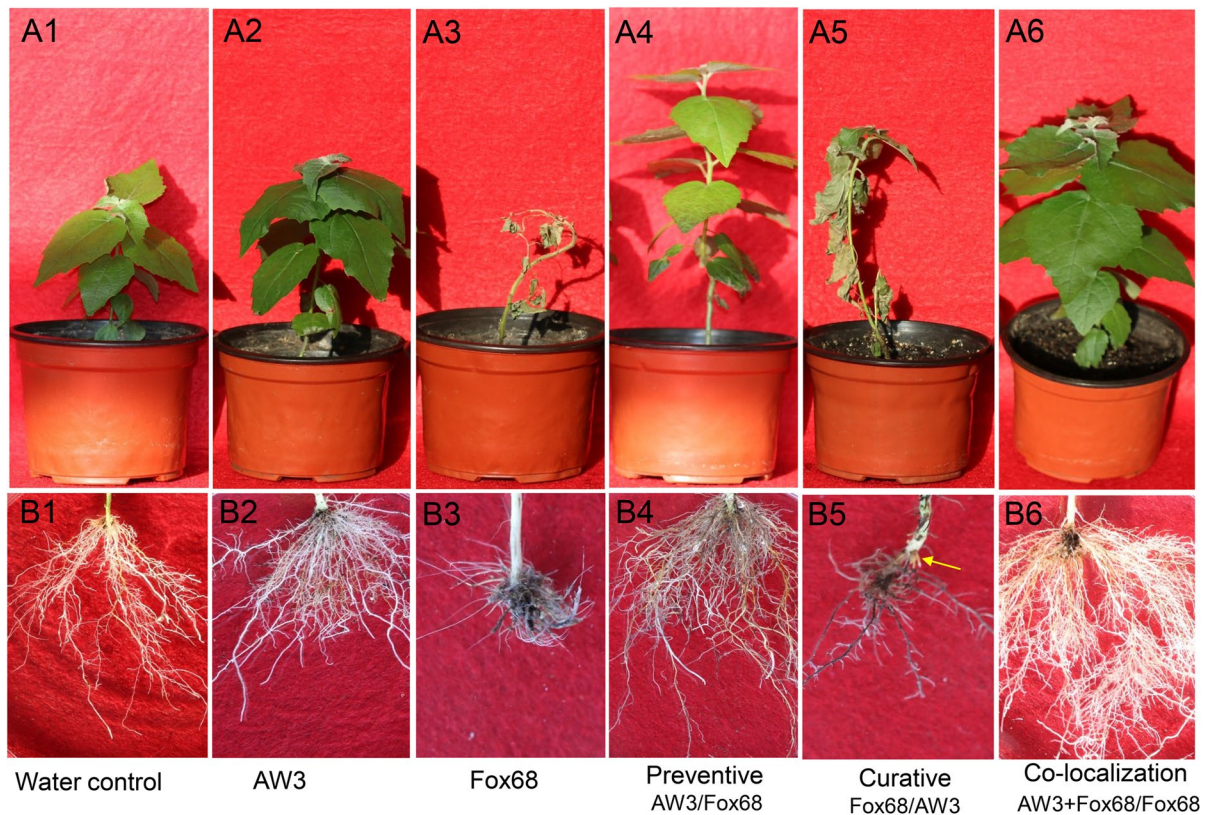 A1 A2 A3 A4 A5 A6
B1 B2 B3 B4 B5 B6
Water control AW3 Fox68 Preventive Curative Co-localization
AW3/Fox68 Fox68/AW3 AW3+Fox68/Fox68